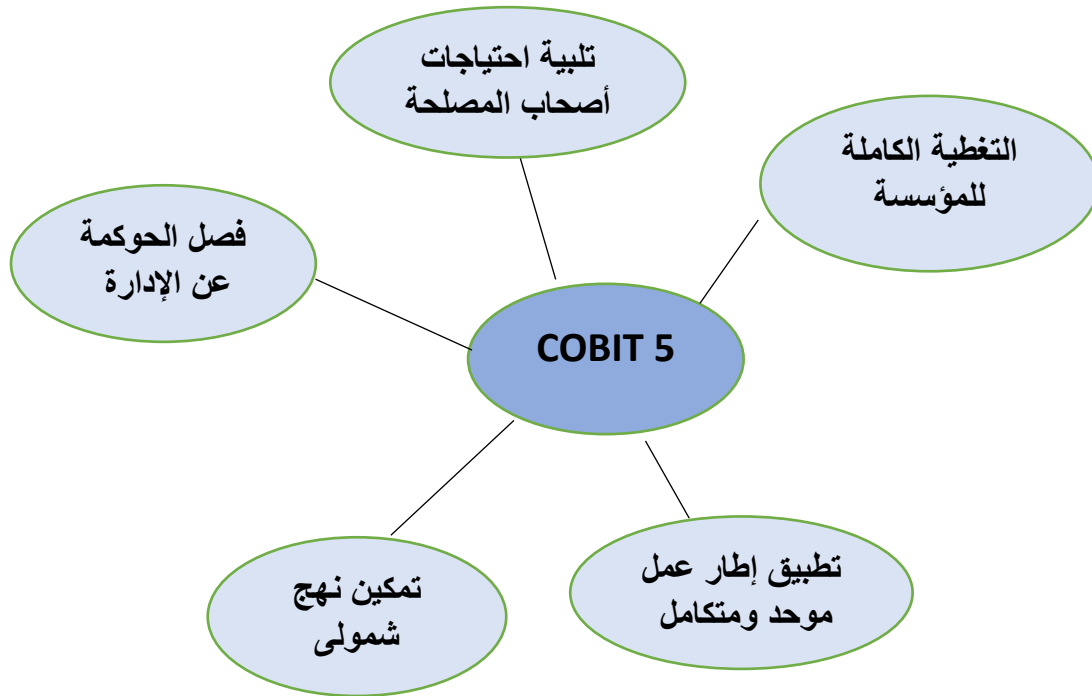 تلبية احتياجات
أصحاب المصلحة
التغطية الكاملة
للمؤسسة
فصل الحوكمة
عن الإدارة
COBIT 5
تطبيق إطار عمل
موحد ومتكامل
تمكين نهج
شمولى